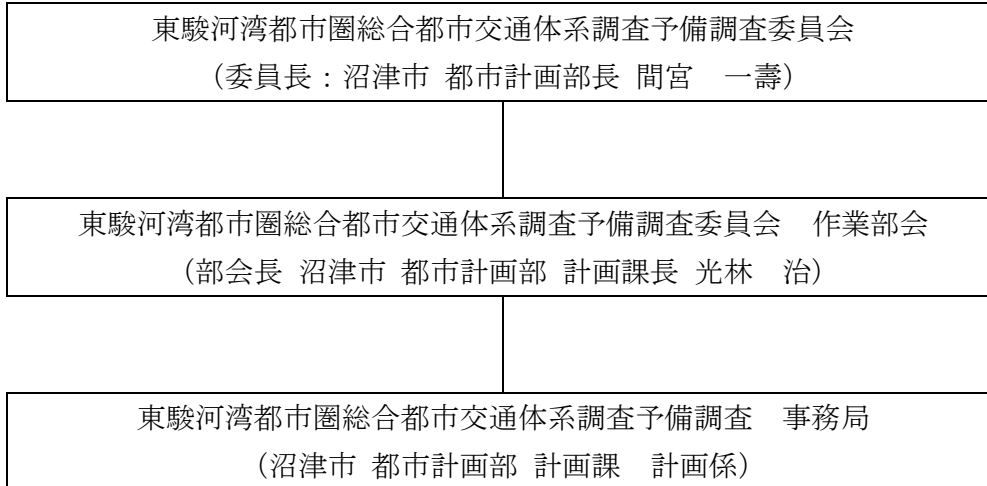 東駿河湾都市圏総合都市交通体系調査予備調査委員会
(委員長:沼津市 都市計画部長 間宮　一壽)
東駿河湾都市圏総合都市交通体系調査予備調査委員会　作業部会
(部会長 沼津市 都市計画部 計画課長 光林　治)
東駿河湾都市圏総合都市交通体系調査予備調査　事務局
(沼津市 都市計画部 計画課　計画係)